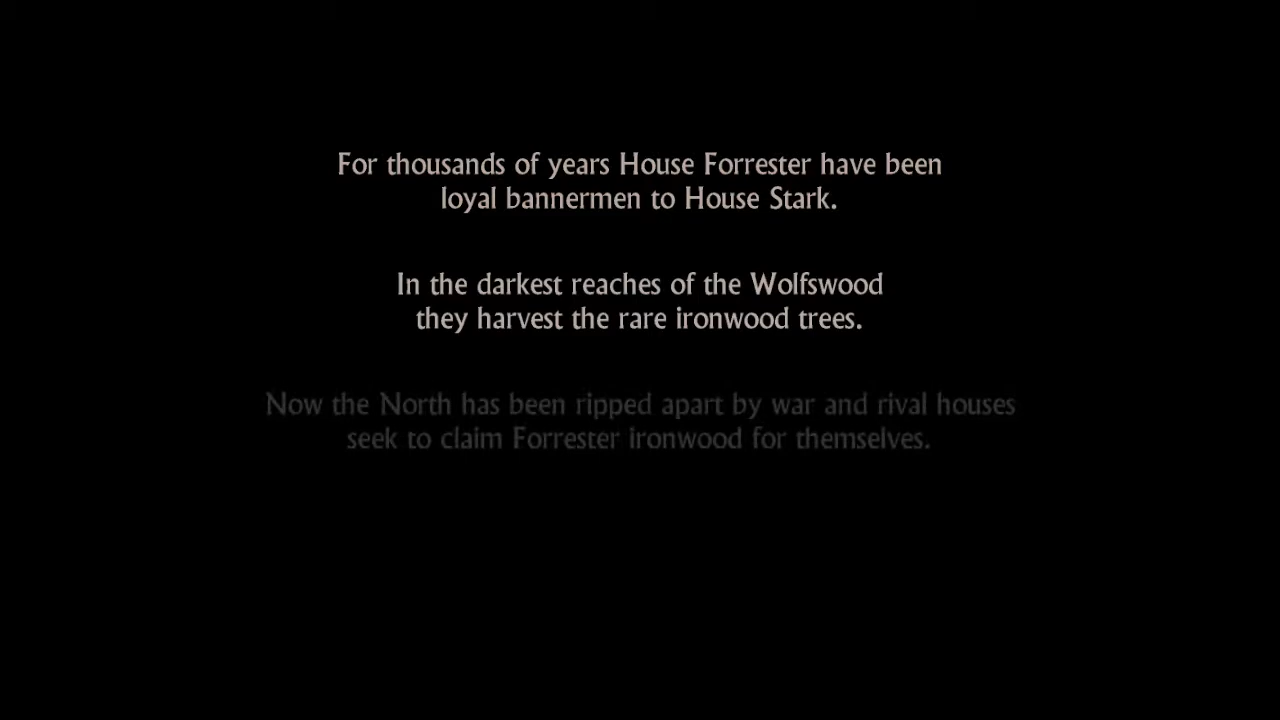 For thousands of years House Forrester have been
loyal bannermen to House Stark.
In the darkest reaches of the Wolfswood
they harvest the rare ironwood trees.
Now the North has been ripped apart by war and rival houses
seek to claim Forrester ironwood for themselves.